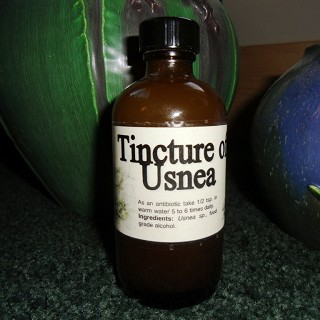 Tincture of
Usnea
As an antibiotic take 1/2 tsp. in
warm water 5 to 6 times daily.
Ingredients: Usnea sp., food
grade alcohol.